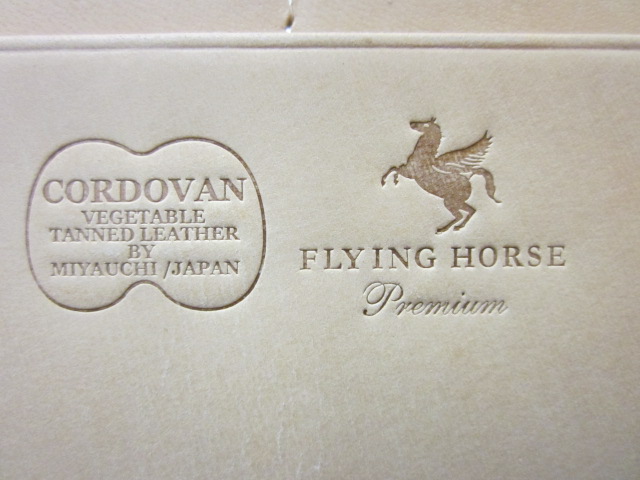 CORDOVAN
VEGETABLE
TANNED LEATHER
BY
MIYAUCHI /JAPAN
FLYING HORSE
Premium